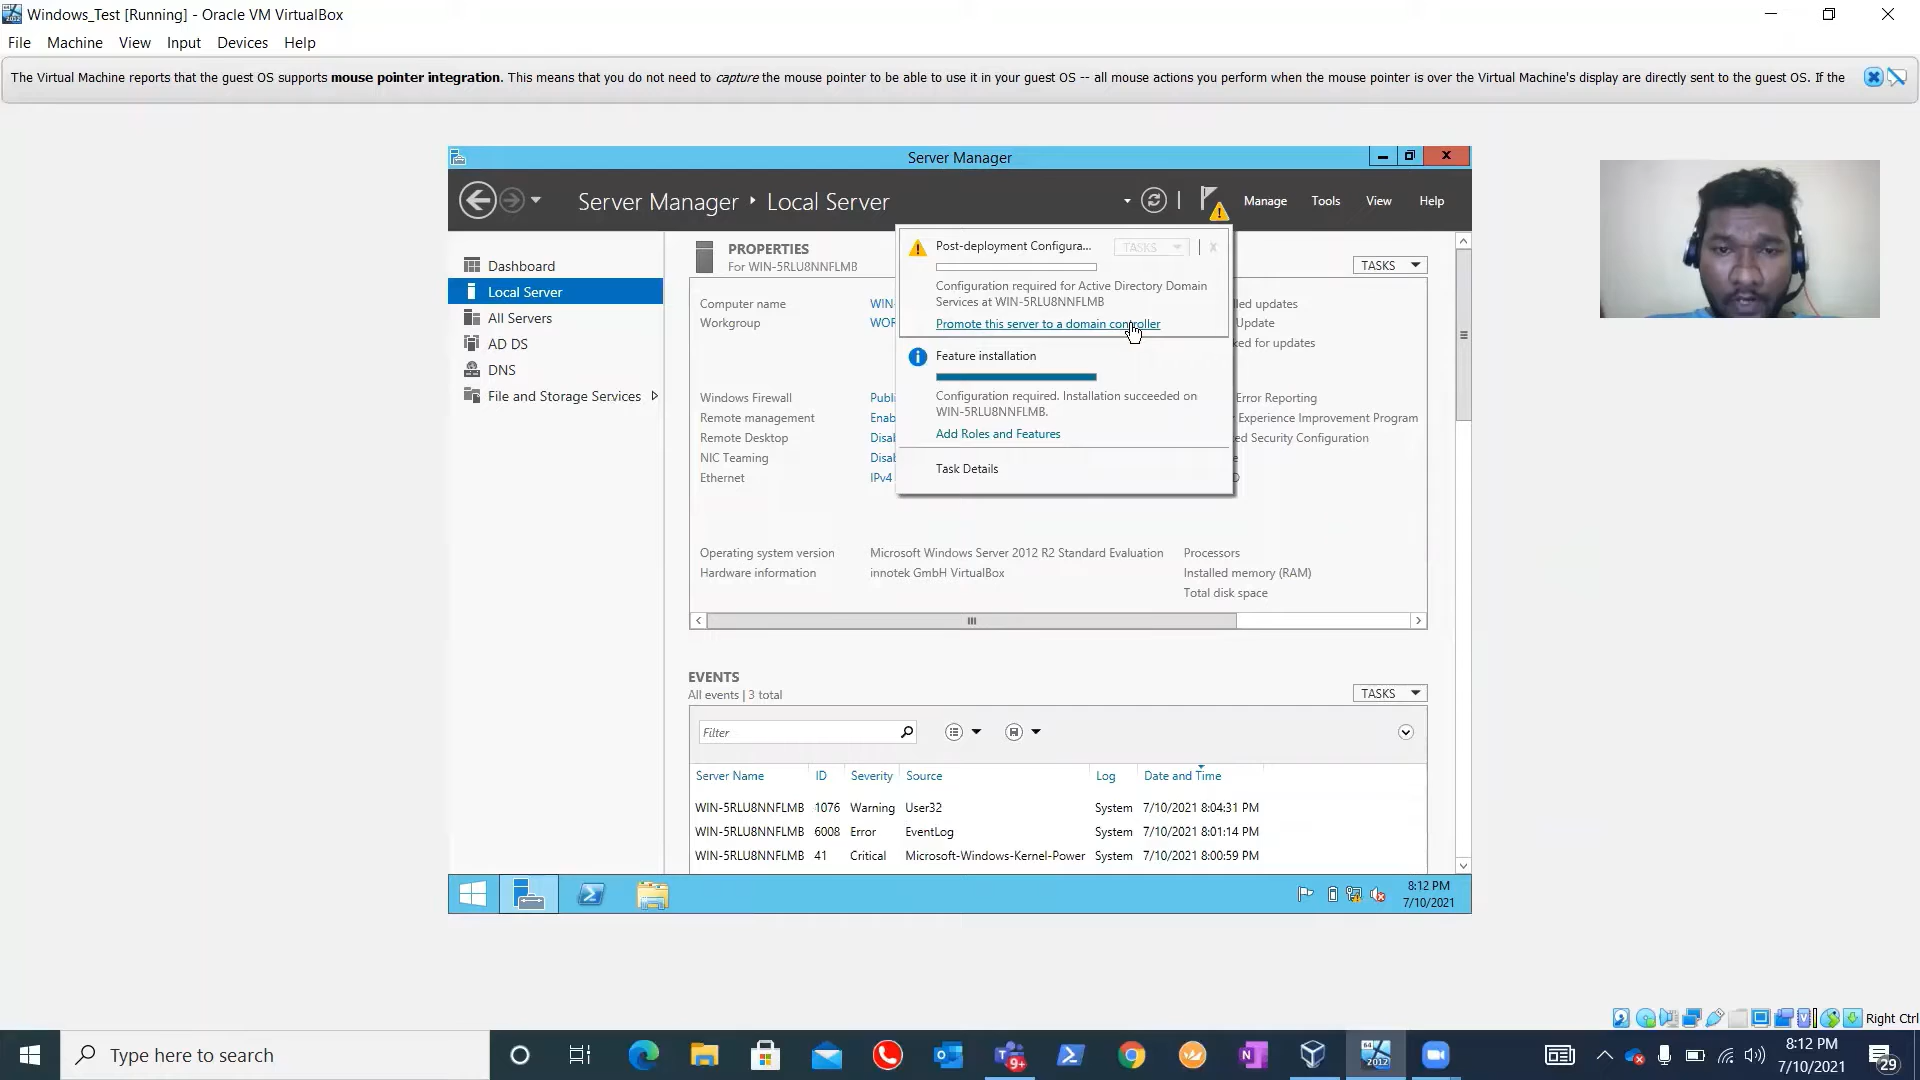 Windows_Test [Running] - Oracle VM VirtualBox
File Machine View Input Devices Help
The Virtual Machine reports that the guest OS supports mouse pointer integration. This means that you do not need to capture the mouse pointer to be able to use it in your guest OS -- all mouse actions you perform when the mouse pointer is over the Virtual Machine's display are directly sent to the guest OS. If the
Server Manager
Server Manager Local Server
Manage Tools View Help
Dashboard
Local Server
All Servers
AD DS
DNS
File and Storage Services
PROPERTIES
For WIN-5RLU8NNFLMB
TASKS
Computer name WIN-
Workgroup WOR
Windows Firewall Publi
Remote management Enab
Remote Desktop Disa
NIC Teaming Disa
Ethernet IPv4
Post-deployment Configura... TASKS X
Configuration required for Active Directory Domain
Services at WIN-5RLU8NNFLMB
Promote this server to a domain controller
Feature installation
Configuration required. Installation succeeded on
WIN-5RLU8NNFLMB.
Add Roles and Features
Task Details
led updates
Update
ked for updates
Error Reporting
Experience Improvement Program
ed Security Configuration
Operating system version Microsoft Windows Server 2012 R2 Standard Evaluation Processors
Hardware information innotek GmbH VirtualBox Installed memory (RAM)
Total disk space
EVENTS
All events | 3 total
TASKS
Filter
Server Name ID Severity Source Log Date and Time
WIN-5RLU8NNFLMB 1076 Warning User32 System 7/10/2021 8:04:31 PM
WIN-5RLU8NNFLMB 6008 Error EventLog System 7/10/2021 8:01:14 PM
WIN-5RLU8NNFLMB 41 Critical Microsoft-Windows-Kernel-Power System 7/10/2021 8:00:59 PM
8:12 PM
7/10/2021
Right Ctrl
Type here to search
9+
64
2012
8:12 PM
7/10/2021
29